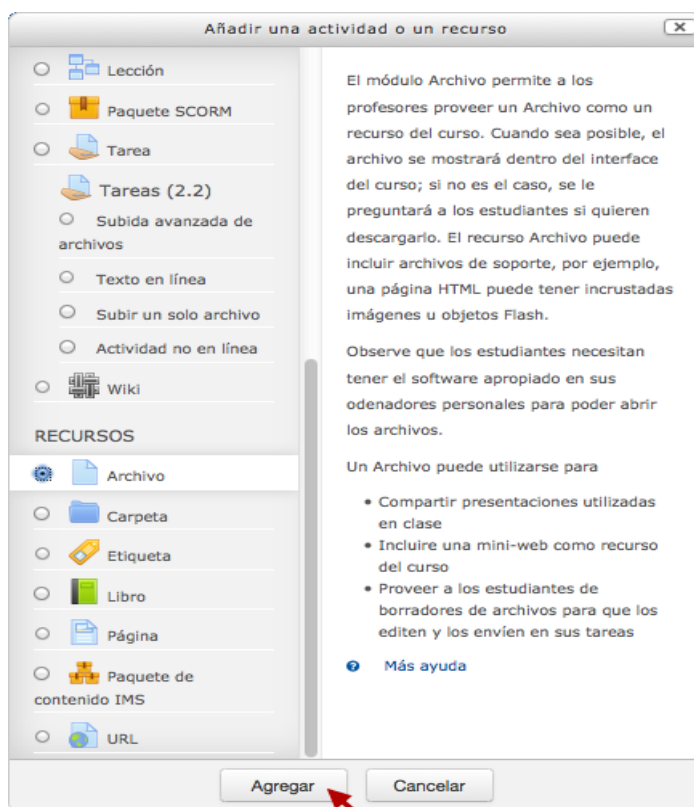 Añadir una actividad o un recurso
Lección
Paquete SCORM
Tarea
Tareas (2.2)
Subida avanzada de
archivos
Texto en línea
Subir un solo archivo
Actividad no en línea
Wiki
RECURSOS
Archivo
Carpeta
Etiqueta
Libro
Página
Paquete de
contenido IMS
URL
El módulo Archivo permite a los
profesores proveer un Archivo como un
recurso del curso. Cuando sea posible, el
archivo se mostrará dentro del interface
del curso; si no es el caso, se le
preguntará a los estudiantes si quieren
descargarlo. El recurso Archivo puede
incluir archivos de soporte, por ejemplo,
una página HTML puede tener incrustadas
imágenes u objetos Flash.
Observe que los estudiantes necesitan
tener el software apropiado en sus
odenadores personales para poder abrir
los archivos.
Un Archivo puede utilizarse para
• Compartir presentaciones utilizadas
en clase
• Incluire una mini-web como recurso
del curso
• Proveer a los estudiantes de
borradores de archivos para que los
editen y los envíen en sus tareas
Más ayuda
Agregar
Cancelar